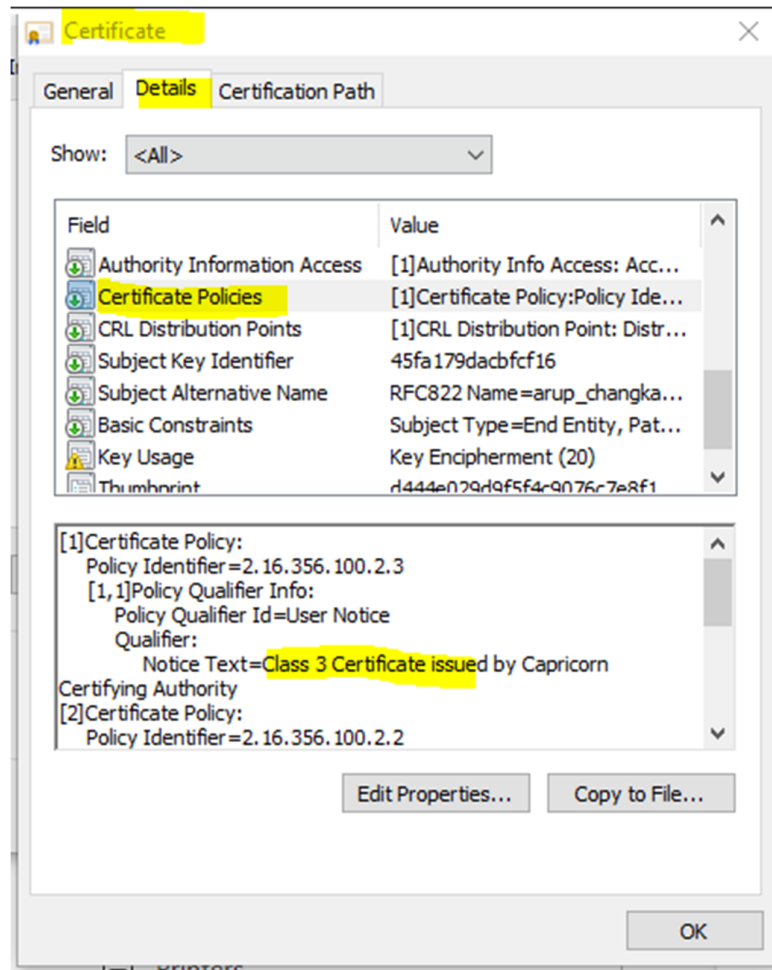 Certificate
General Details Certification Path
Show: <All>
Field Value
Authority Information Access [1]Authority Info Access: Acc...
Certificate Policies [1]Certificate Policy:Policy Ide...
CRL Distribution Points [1]CRL Distribution Point: Distr...
Subject Key Identifier 45fa179dacbfcf16
Subject Alternative Name RFC822 Name=arup_changka...
Basic Constraints Subject Type=End Entity, Pat...
Key Usage Key Encipherment (20)
Thumbprint d444e029d9f5f4c9076c7e8f1
[1]Certificate Policy:
Policy Identifier=2.16.356.100.2.3
[1,1]Policy Qualifier Info:
Policy Qualifier Id=User Notice
Qualifier:
Notice Text=Class 3 Certificate issued by Capricorn
Certifying Authority
[2]Certificate Policy:
Policy Identifier=2.16.356.100.2.2
Edit Properties... Copy to File...
OK
Printers